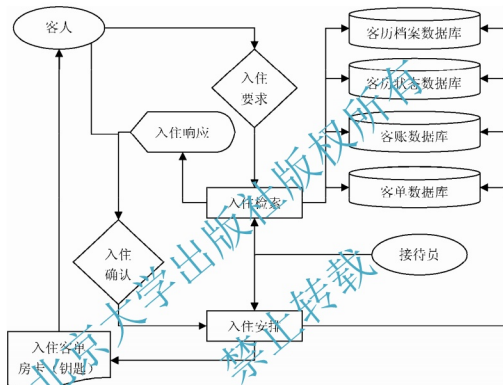 客人
客历档案数据库
入住
要求
客历状态数据库
入住响应
客账数据库
入住检索
客单数据库
入住
确认
接待员
入住安排
入住客单
房卡（钥匙）
北京大学出版社版权所有
禁止转载